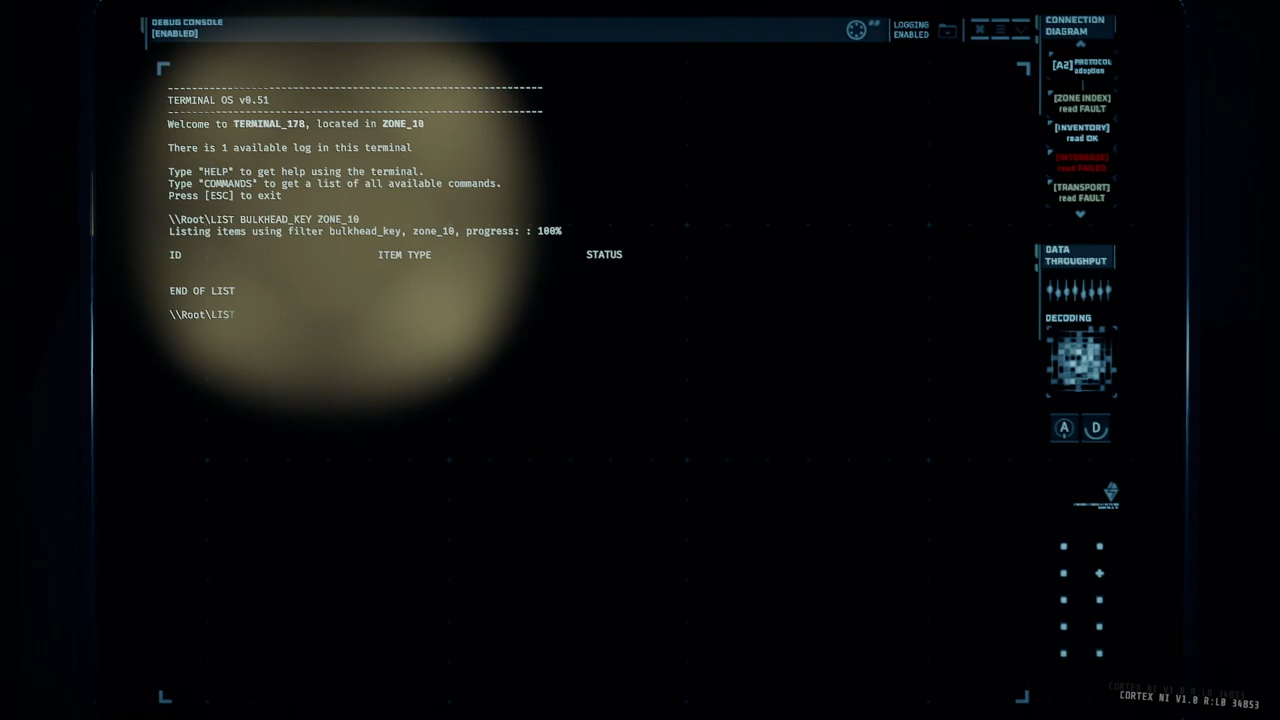 DEBUG CONSOLE
[ENABLED]
LOGGING
ENABLED
CONNECTION
DIAGRAM
[A2] PROTOCOL
adaption
[ZONE INDEX]
read FAULT
[INVENTORY]
read OK
read FAILED
[TRANSPORT]
read FAULT
DATA
THROUGHPUT
DECODING
A D
--------------------------------------------------------------
TERMINAL OS v0.51
--------------------------------------------------------------
Welcome to TERMINAL_178, located in ZONE_10
There is 1 available log in this terminal
Type "HELP" to get help using the terminal.
Type "COMMANDS" to get a list of all available commands.
Press [ESC] to exit
\\Root\LIST BULKHEAD_KEY ZONE_10
Listing items using filter bulkhead_key, zone_10, progress: : 100%
ID ITEM TYPE STATUS
END OF LIST
\\Root\LIST
CORTEX NI V1.0 R:L0 34853